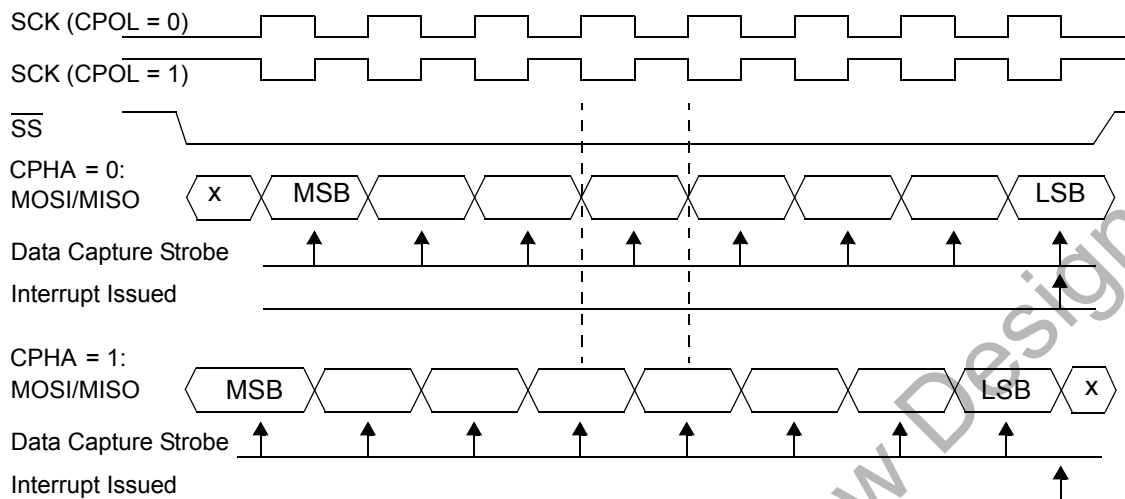 SCK (CPOL = 0)
SCK (CPOL = 1)
SS
CPHA = 0:
MOSI/MISO
x
MSB
LSB
Data Capture Strobe
Interrupt Issued
CPHA = 1:
MOSI/MISO
MSB
LSB
x
Data Capture Strobe
Interrupt Issued
w Design